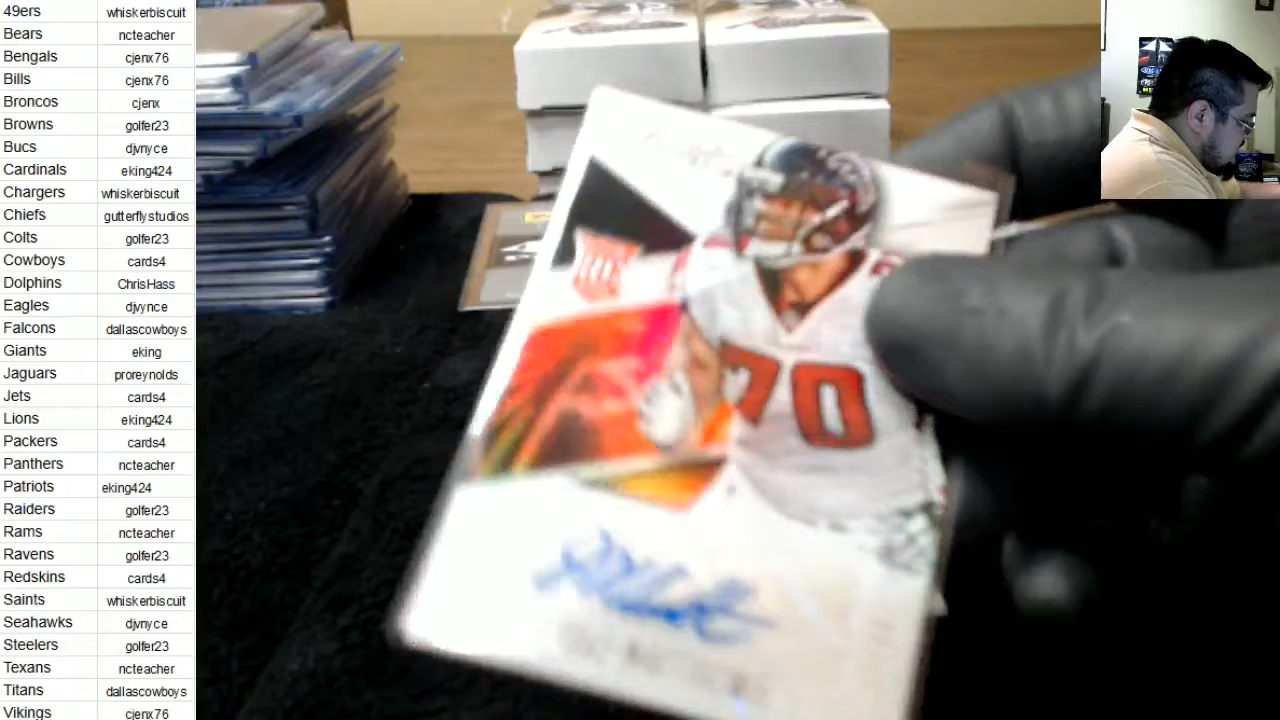 49ers whiskerbiscuit
Bears ncteacher
Bengals cjenx76
Bills cjenx76
Broncos cjenx
Browns golfer23
Bucs djvnyce
Cardinals eking424
Chargers whiskerbiscuit
Chiefs gutterflystudios
Colts golfer23
Cowboys cards4
Dolphins ChrisHass
Eagles djvynce
Falcons dallascowboys
Giants eking
Jaguars proreynolds
Jets cards4
Lions eking424
Packers cards4
Panthers ncteacher
Patriots eking424
Raiders golfer23
Rams ncteacher
Ravens golfer23
Redskins cards4
Saints whiskerbiscuit
Seahawks djvnyce
Steelers golfer23
Texans ncteacher
Titans dallascowboys
Vikings cjenx76
70